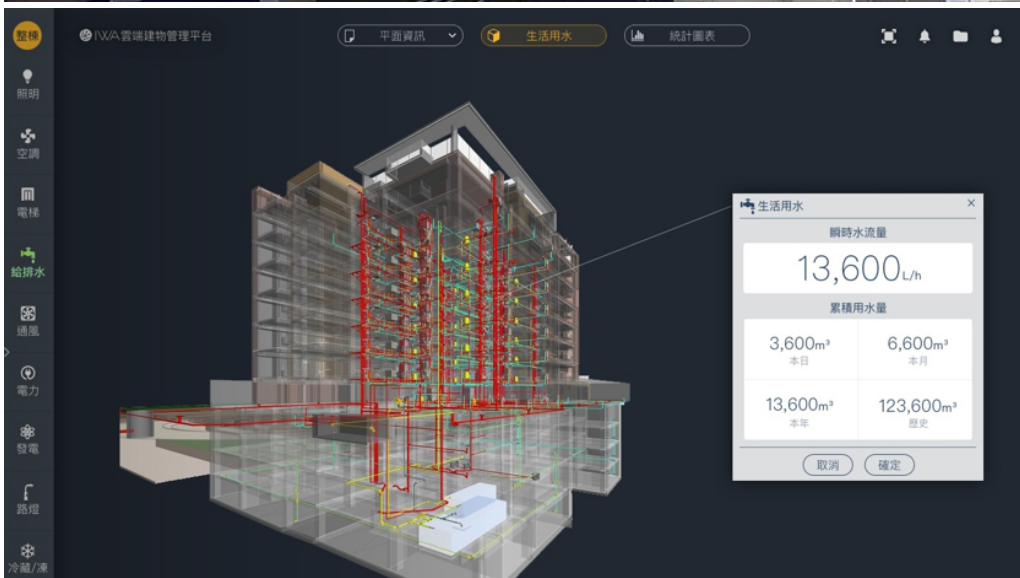 整棟
IWA雲端建物管理平台
平面資訊
生活用水
統計圖表
照明
空調
電梯
給排水
通風
電力
發電
路燈
冷藏/凍
生活用水
×
瞬時水流量
13,600L/h
累積用水量
3,600m³
本日
6,600m³
本月
13,600m³
本年
123,600m³
歷史
取消
確定